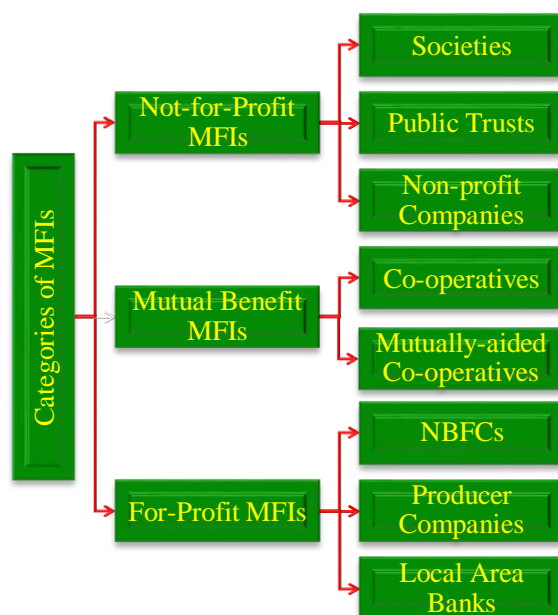 Categories of MFIs
Not-for-Profit
MFIs
Societies
Public Trusts
Non-profit
Companies
Mutual Benefit
MFIs
Co-operatives
Mutually-aided
Co-operatives
For-Profit MFIs
NBFCs
Producer
Companies
Local Area
Banks